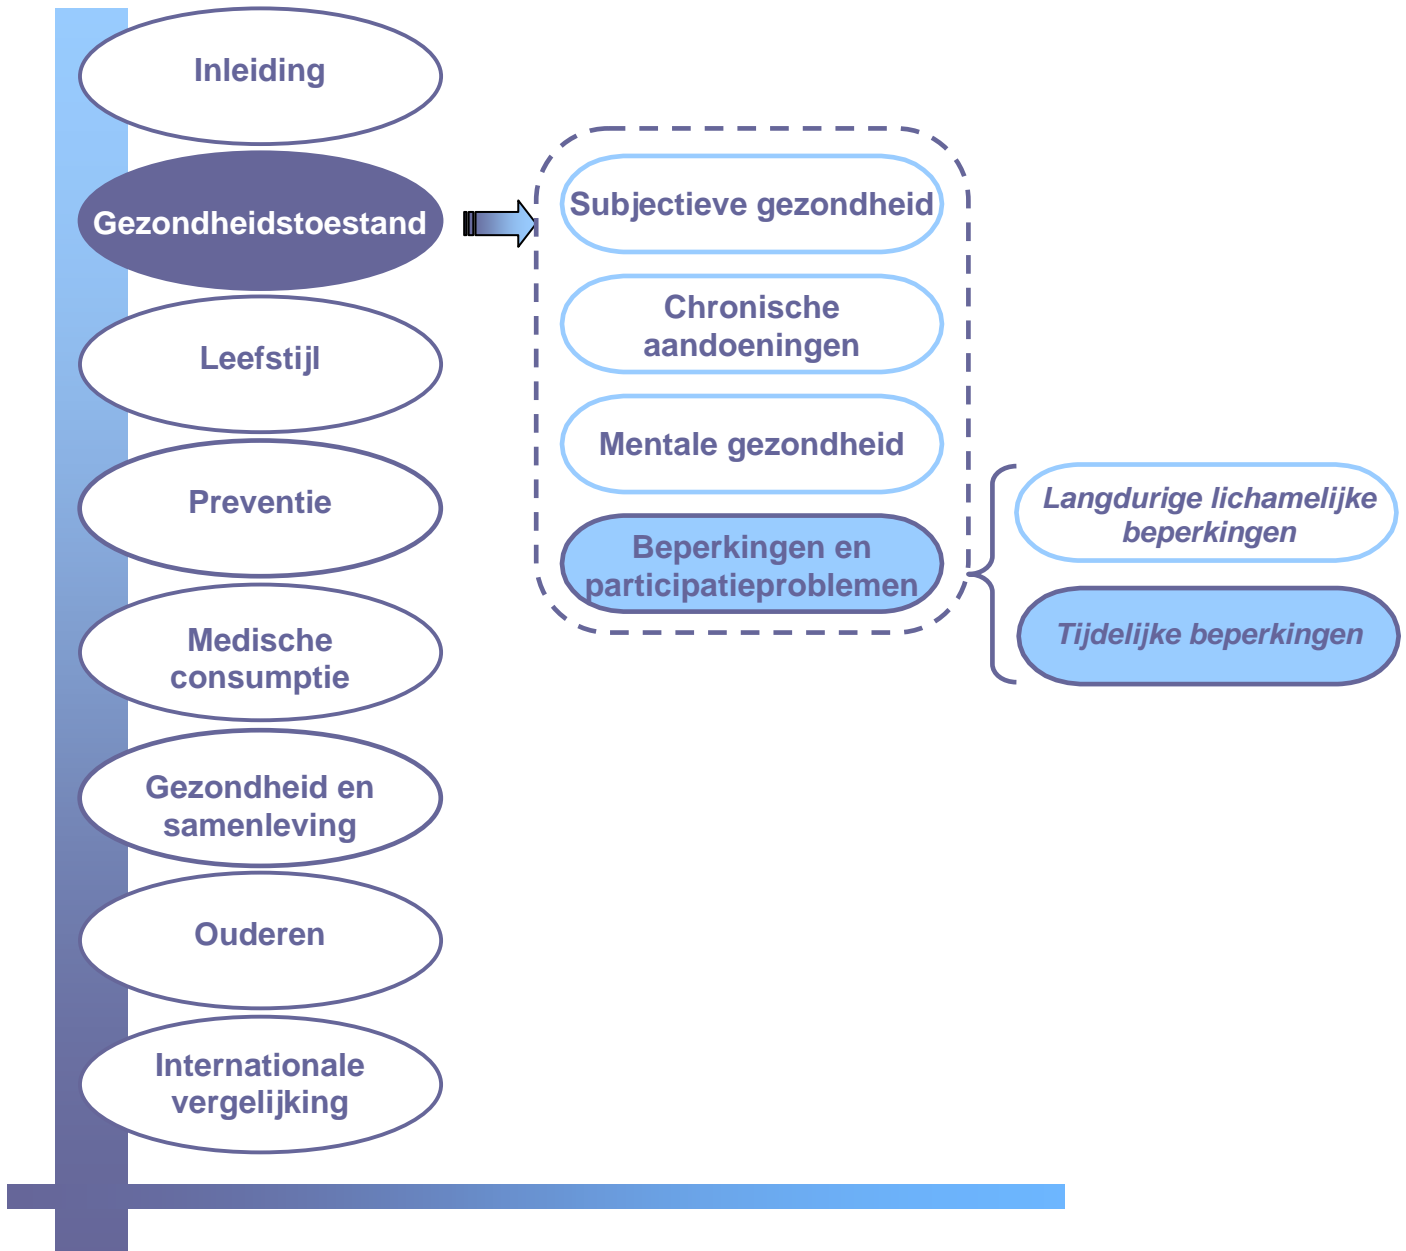 Inleiding
Gezondheidstoestand
Leefstijl
Preventie
Medische
consumptie
Gezondheid en
samenleving
Ouderen
Internationale
vergelijking
Subjectieve gezondheid
Chronische
aandoeningen
Mentale gezondheid
Beperkingen en
participatieproblemen
Langdurige lichamelijke
beperkingen
Tijdelijke beperkingen